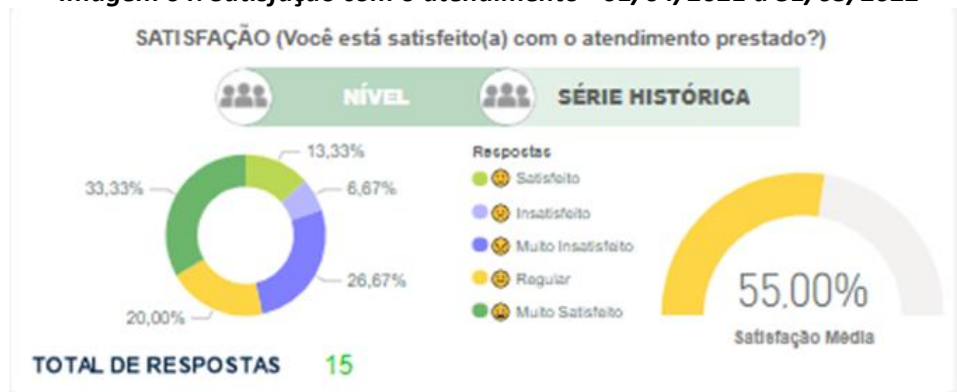 SATISFAÇÃO (Você está satisfeito(a) com o atendimento prestado?)
NÍVEL
SÉRIE HISTÓRICA
13,33%
6,67%
26,67%
20,00%
33,33%
Respostas
Satisfeito
Insatisfeito
Muito Insatisfeito
Regular
Muito Satisfeito
55,00%
Satisfação Média
TOTAL DE RESPOSTAS 15